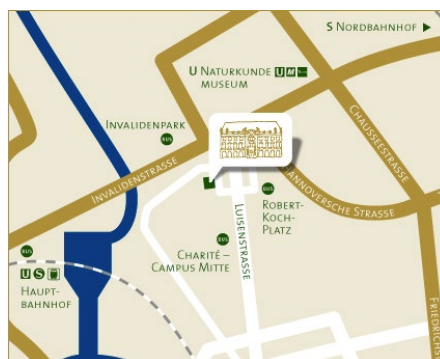 S NORDBAHNHOF
U NATURKUNDE
MUSEUM
U
INVALIDENPARK
BUS
CHAUSSEESTRASSE
INVALIDENSTRASSE
HANNOVERSCHE STRASSE
BUS
ROBERT-
KOCH-
PLATZ
LUISENSTRASSE
BUS
CHARITÉ –
CAMPUS MITTE
BUS
U S
HAUPT-
BAHNHOF